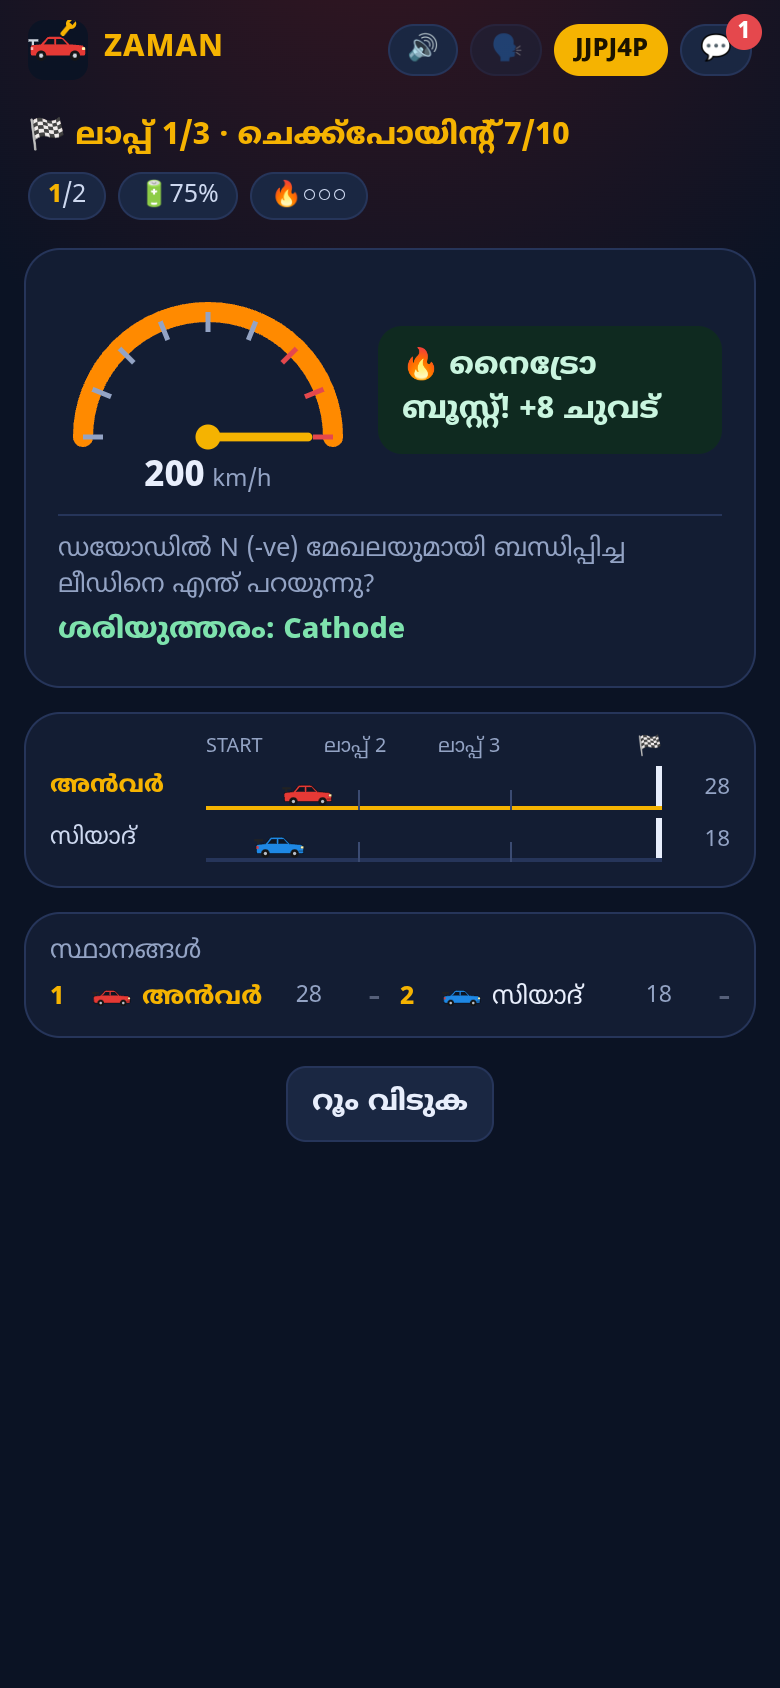 ZAMAN
JJPJ4P
1
ലാപ്പ് 1/3 · ചെക്ക്പോയിന്റ് 7/10
1/2
75%
🔥○○○
🔥 നൈട്രോ
ബൂസ്റ്റ്! +8 ചുവട്
200 km/h
ഡയോഡിൽ N (-ve) മേഖലയുമായി ബന്ധിപ്പിച്ച
ലീഡിനെ എന്ത് പറയുന്നു?
ശരിയുത്തരം: Cathode
START ലാപ്പ് 2 ലാപ്പ് 3
അൻവർ 28
സിയാദ് 18
സ്ഥാനങ്ങൾ
1 അൻവർ 28 – 2 സിയാദ് 18 –
റൂം വിടുക